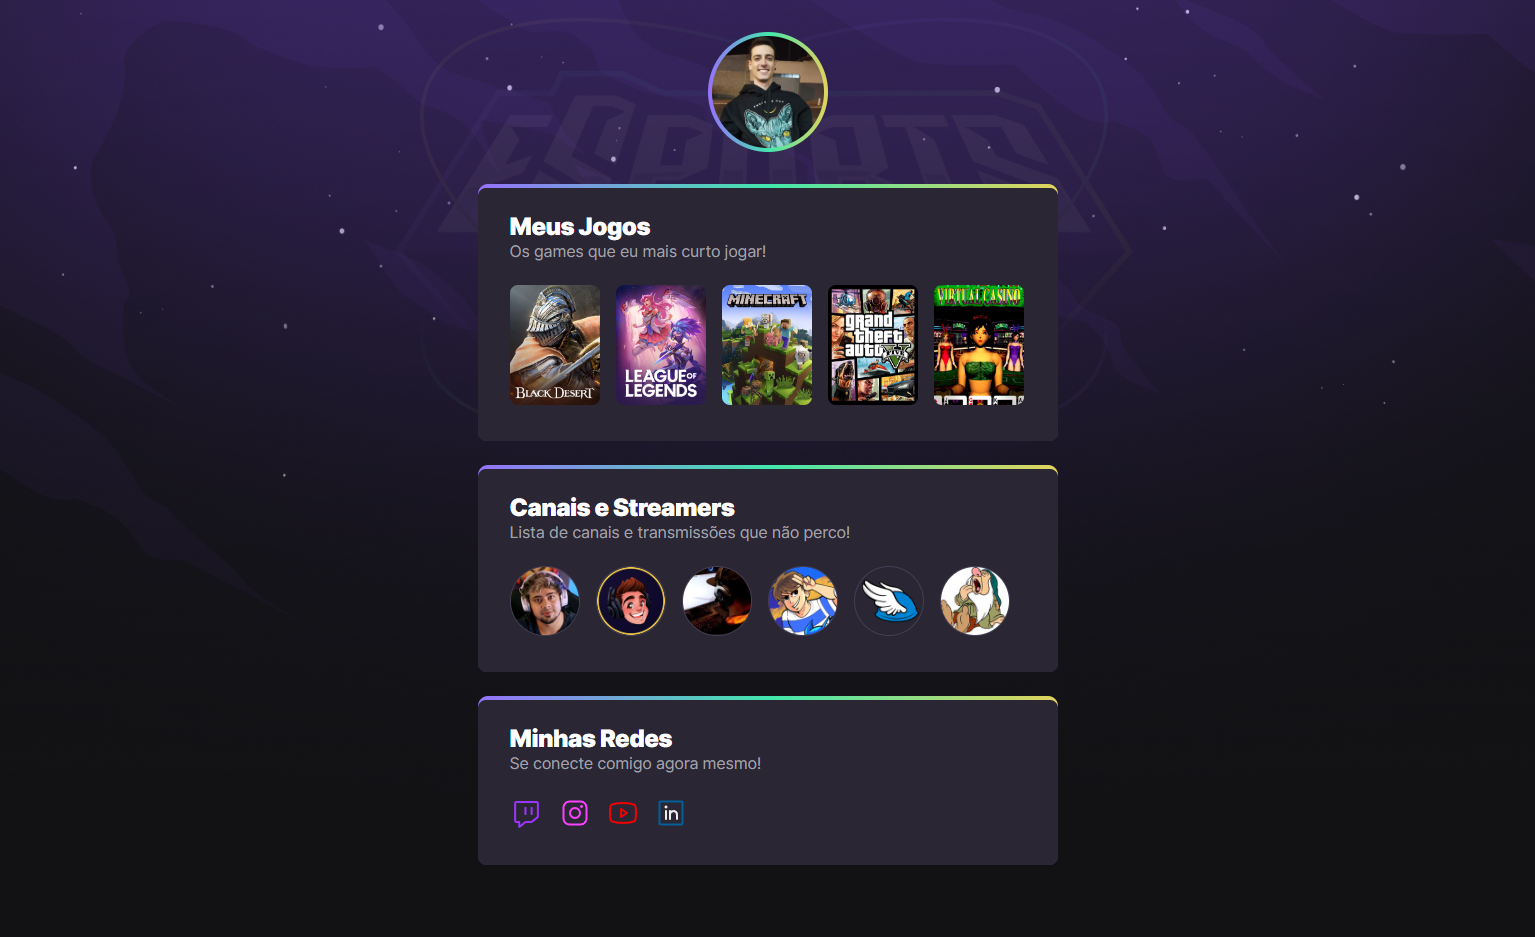 ESPORTS
Meus Jogos
Os games que eu mais curto jogar!
BLACK DESERT
LEAGUE OF
LEGENDS
MINECRAFT
grand
theft
auto V
VIRTUAL CASINO
Canais e Streamers
Lista de canais e transmissões que não perco!
Minhas Redes
Se conecte comigo agora mesmo!
in